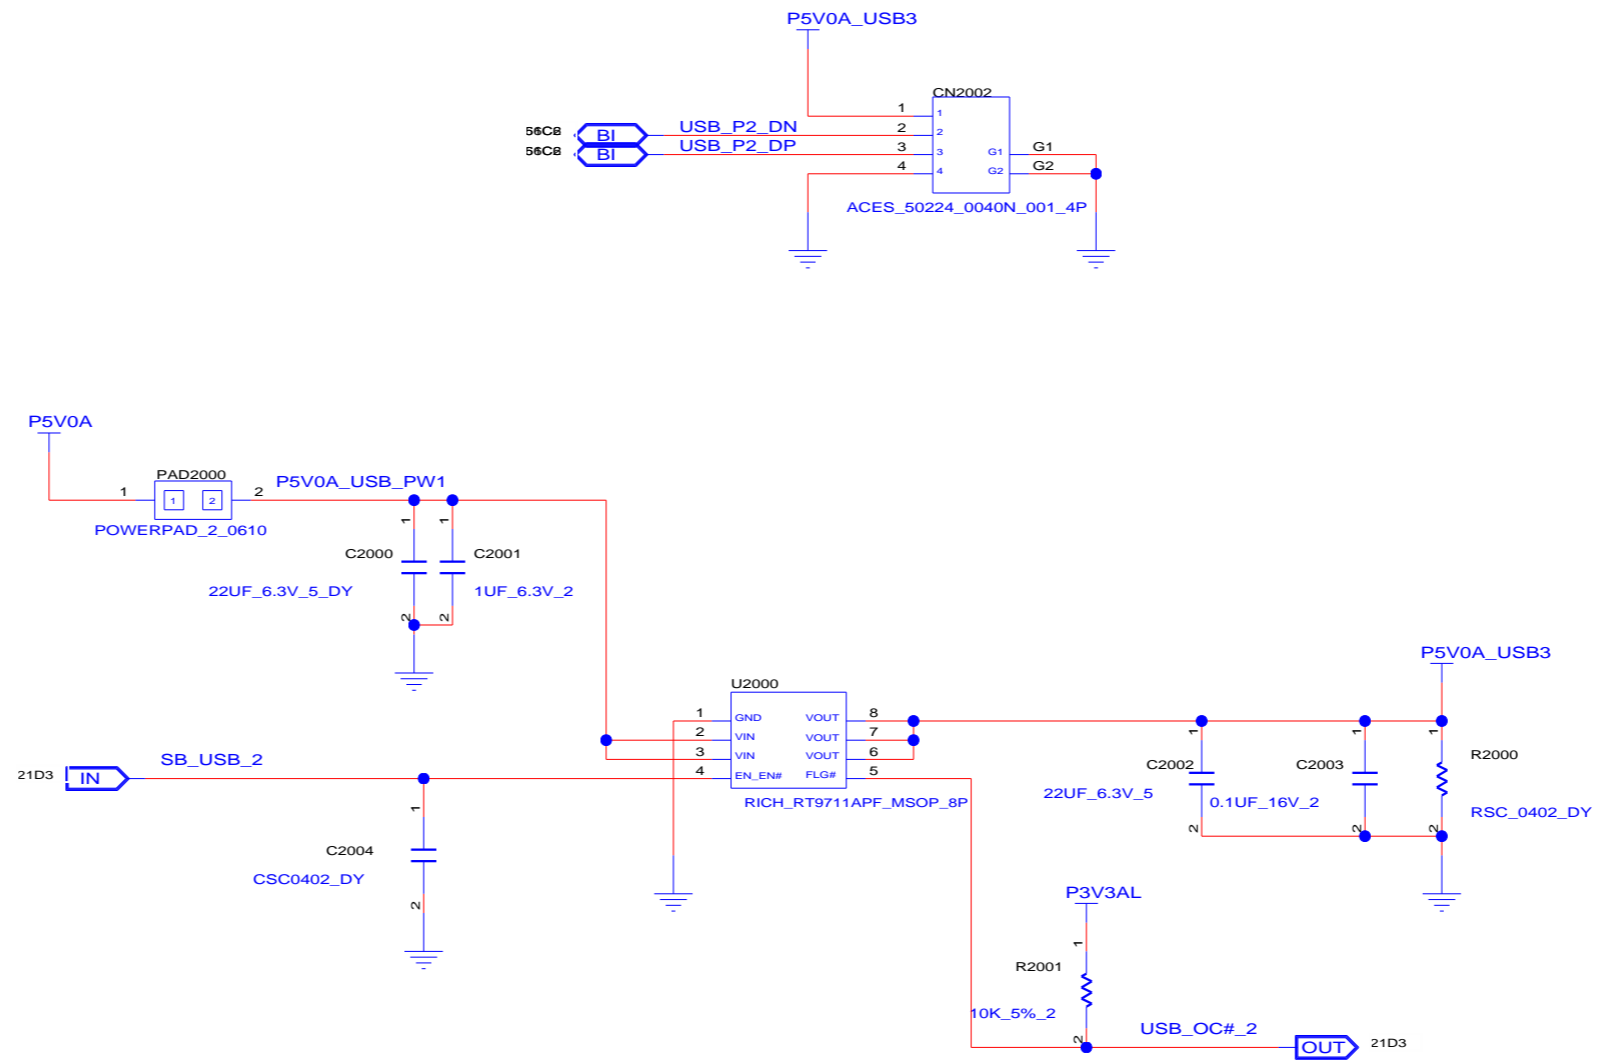 P5V0A_USB3
CN2002
1 1
BI USB_P2_DN 2 2
BI USB_P2_DP 3 3 G1 G1
4 4 G2 G2
ACES_50224_0040N_001_4P
P5V0A
PAD2000
1 1 2 2 P5V0A_USB_PW1
POWERPAD_2_0610
1 1
C2000 C2001
22UF_6.3V_5_DY 1UF_6.3V_2
2 2
P5V0A_USB3
U2000
1 GND VOUT 8
2 VIN VOUT 7
3 VIN VOUT 6
4 EN_EN# FLG# 5
RICH_RT9711APF_MSOP_8P
21D3 IN SB_USB_2
1 1 1
C2002 C2003 R2000
22UF_6.3V_5 0.1UF_16V_2 RSC_0402_DY
2 2 2
1
C2004
CSC0402_DY
2
P3V3AL
1
R2001
10K_5%_2
2
USB_OC#_2 OUT 21D3